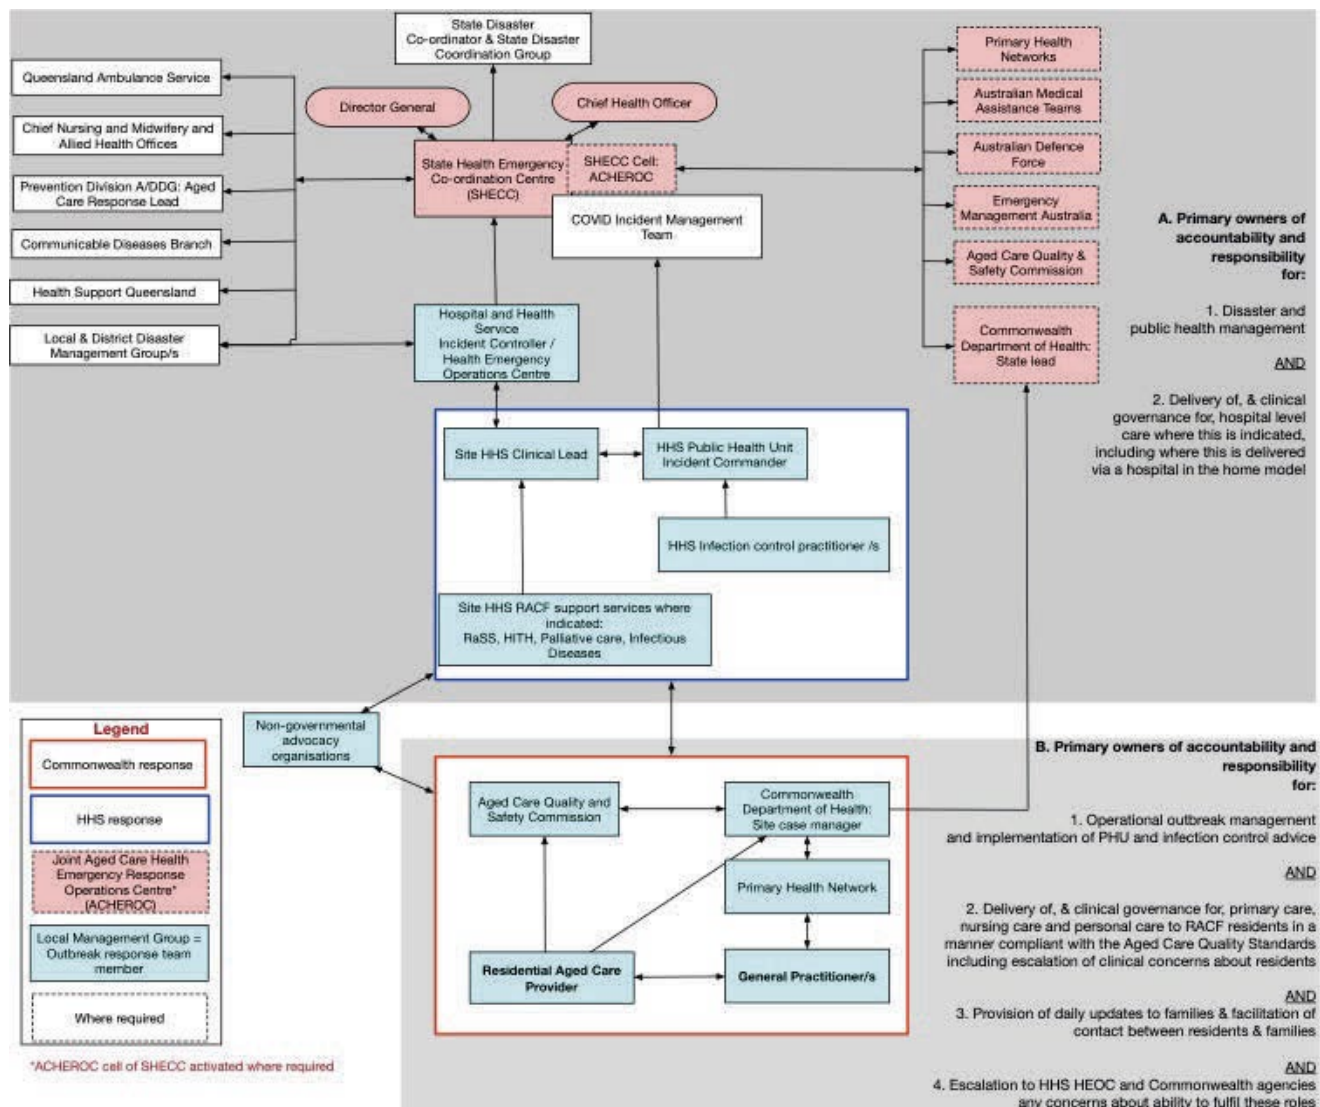 State Disaster
Co-ordinator & State Disaster
Coordination Group
Queensland Ambulance Service
Chief Nursing and Midwifery and
Allied Health Offices
Prevention Division A/DDG: Aged
Care Response Lead
Communicable Diseases Branch
Health Support Queensland
Local & District Disaster
Management Group/s
Director General
Chief Health Officer
State Health Emergency
Co-ordination Centre
(SHECC)
SHECC Cell:
ACHEROC
COVID Incident Management
Team
Primary Health
Networks
Australian Medical
Assistance Teams
Australian Defence
Force
Emergency
Management Australia
Aged Care Quality &
Safety Commission
Commonwealth
Department of Health:
State lead
A. Primary owners of
accountability and
responsibility
for:
1. Disaster and
public health management
AND
2. Delivery of, & clinical
governance for, hospital level
care where this is indicated,
including where this is delivered
via a hospital in the home model
Hospital and Health
Service
Incident Controller /
Health Emergency
Operations Centre
Site HHS Clinical Lead
HHS Public Health Unit
Incident Commander
HHS Infection control practitioner /s
Site HHS RACF support services where
indicated:
RaSS, HITH, Palliative care, Infectious
Diseases
Non-governmental
advocacy
organisations
Legend
Commonwealth response
HHS response
Joint Aged Care Health
Emergency Response
Operations Centre*
(ACHEROC)
Local Management Group =
Outbreak response team
member
Where required
*ACHEROC cell of SHECC activated where required
Aged Care Quality and
Safety Commission
Commonwealth
Department of Health:
Site case manager
Primary Health Network
Residential Aged Care
Provider
General Practitioner/s
B. Primary owners of accountability and
responsibility
for:
1. Operational outbreak management
and implementation of PHU and infection control advice
AND
2. Delivery of, & clinical governance for, primary care,
nursing care and personal care to RACF residents in a
manner compliant with the Aged Care Quality Standards
including escalation of clinical concerns about residents
AND
3. Provision of daily updates to families & facilitation of
contact between residents & families
AND
4. Escalation to HHS HEOC and Commonwealth agencies
any concerns about ability to fulfil these roles